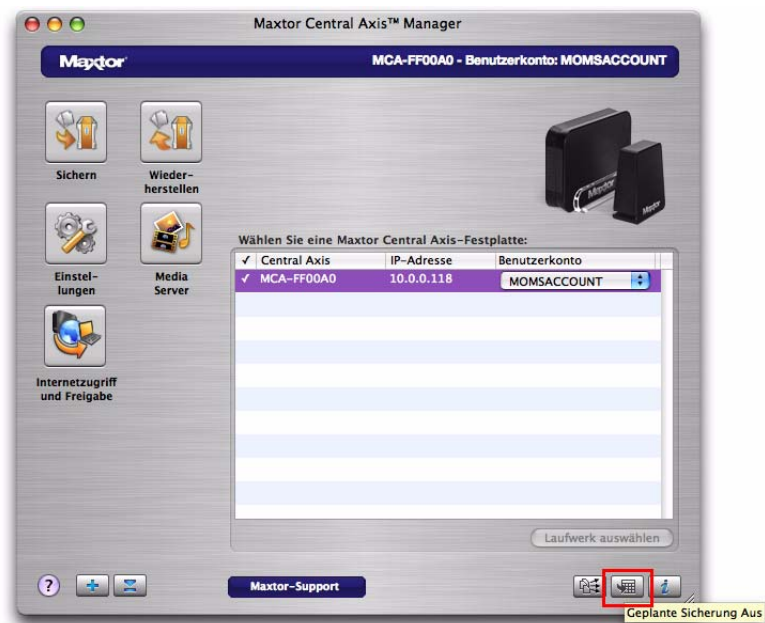 Maxtor Central Axis™ Manager
Maxtor
MCA-FF00A0 - Benutzerkonto: MOMSACCOUNT
Sichern
Wieder-
herstellen
Maxtor
Maxtor
Wählen Sie eine Maxtor Central Axis-Festplatte:
✓ Central Axis IP-Adresse Benutzerkonto
✓ MCA-FF00A0 10.0.0.118 MOMSACCOUNT
Einstel-
lungen
Media
Server
Internetzugriff
und Freigabe
Laufwerk auswählen
?
Maxtor-Support
i
Geplante Sicherung Aus